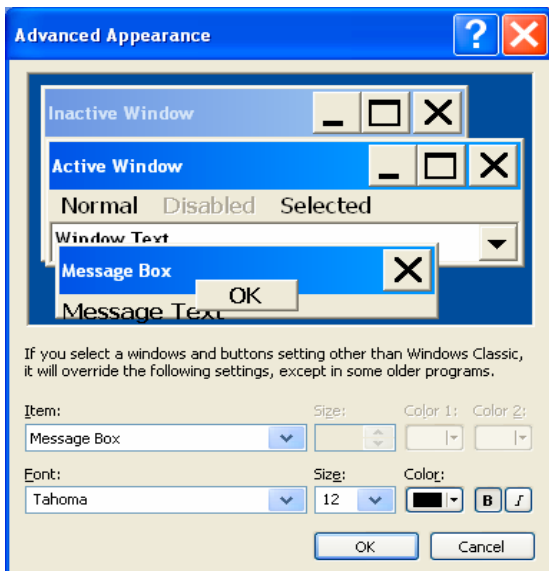 Advanced Appearance
Inactive Window
Active Window
Normal Disabled Selected
Window Text
Message Box
OK
Message Text
If you select a windows and buttons setting other than Windows Classic,
it will override the following settings, except in some older programs.
Item: Size: Color 1: Color 2:
Message Box
Font: Size: Color:
Tahoma 12 B I
OK Cancel